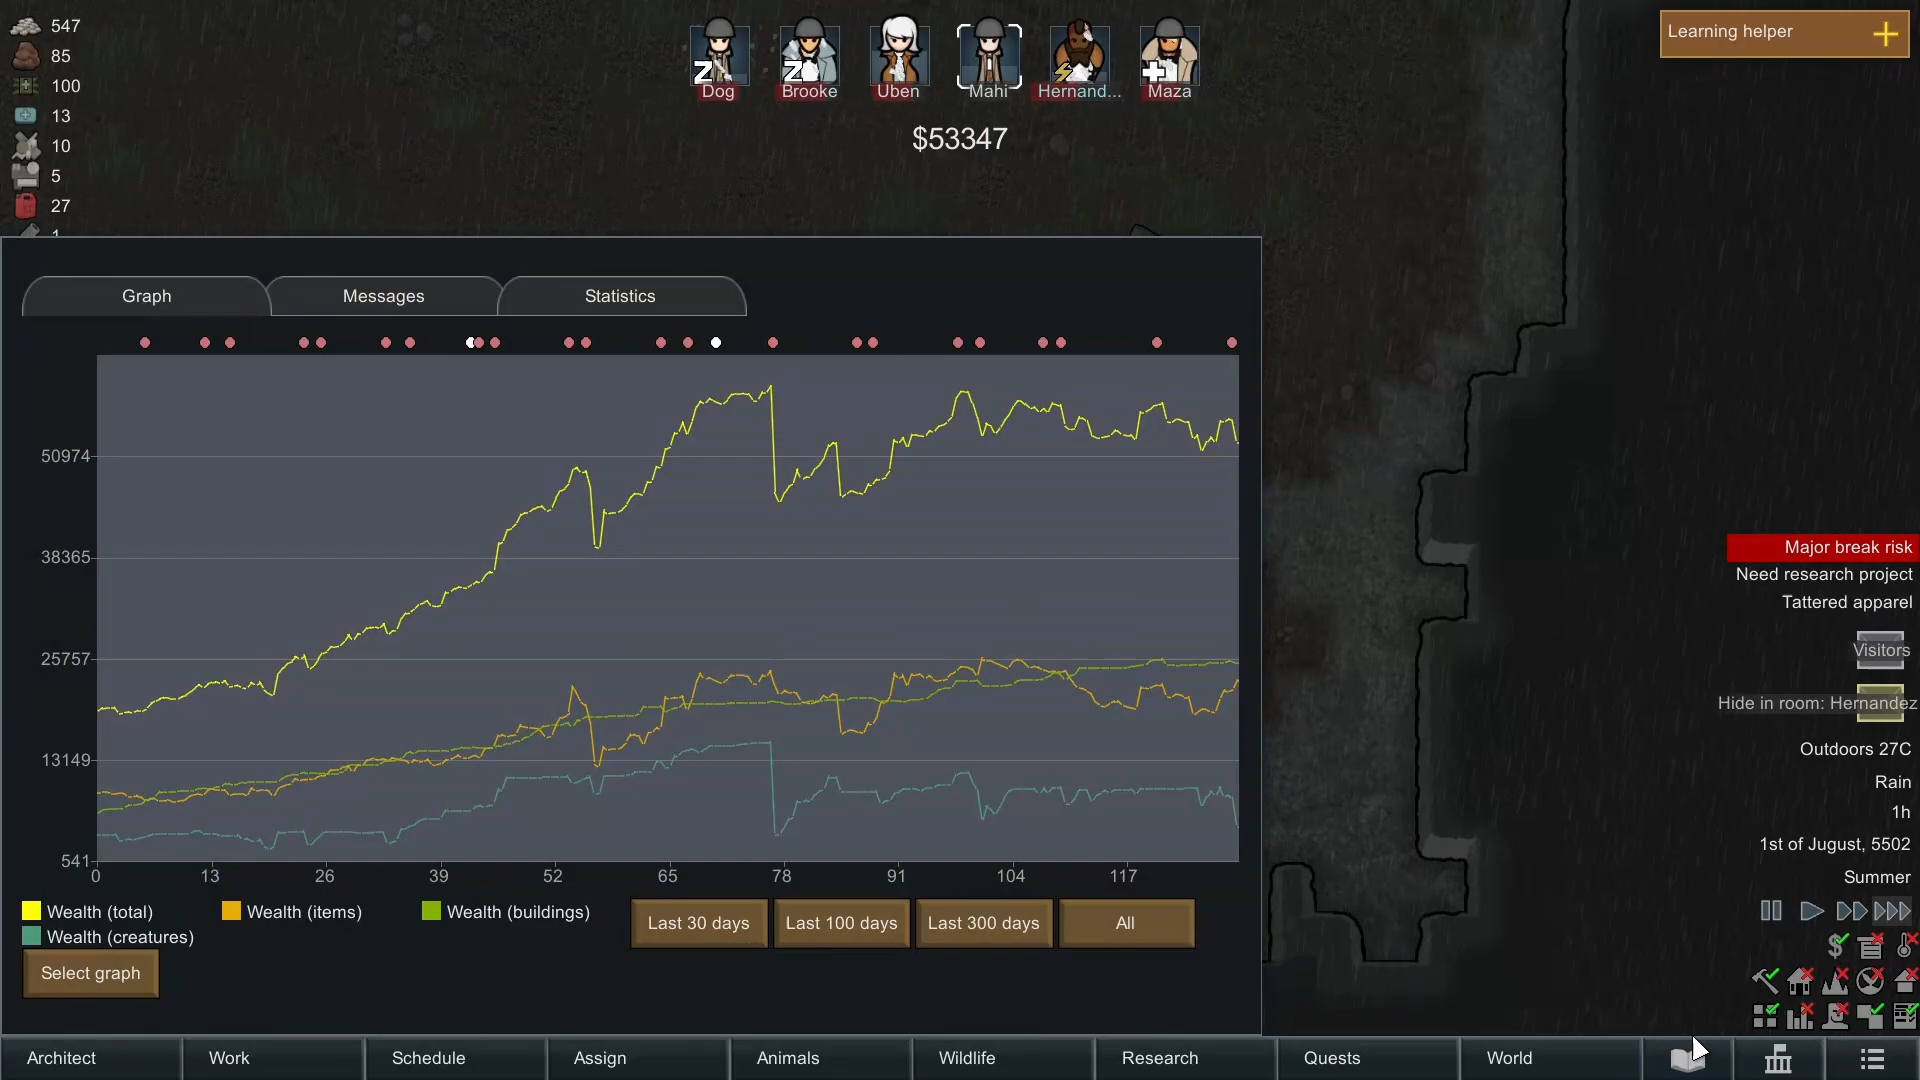 547
85
100
13
10
5
27
1
Dog
Brooke
Uben
Mahi
Hernand...
Maza
$53347
Learning helper
Graph
Messages
Statistics
50974
38365
25757
13149
541
0
13
26
39
52
65
78
91
104
117
Wealth (total)
Wealth (items)
Wealth (buildings)
Wealth (creatures)
Last 30 days
Last 100 days
Last 300 days
All
Select graph
Major break risk
Need research project
Tattered apparel
Visitors
Hide in room: Hernandez
Outdoors 27C
Rain
1h
1st of Jugust, 5502
Summer
Architect
Work
Schedule
Assign
Animals
Wildlife
Research
Quests
World